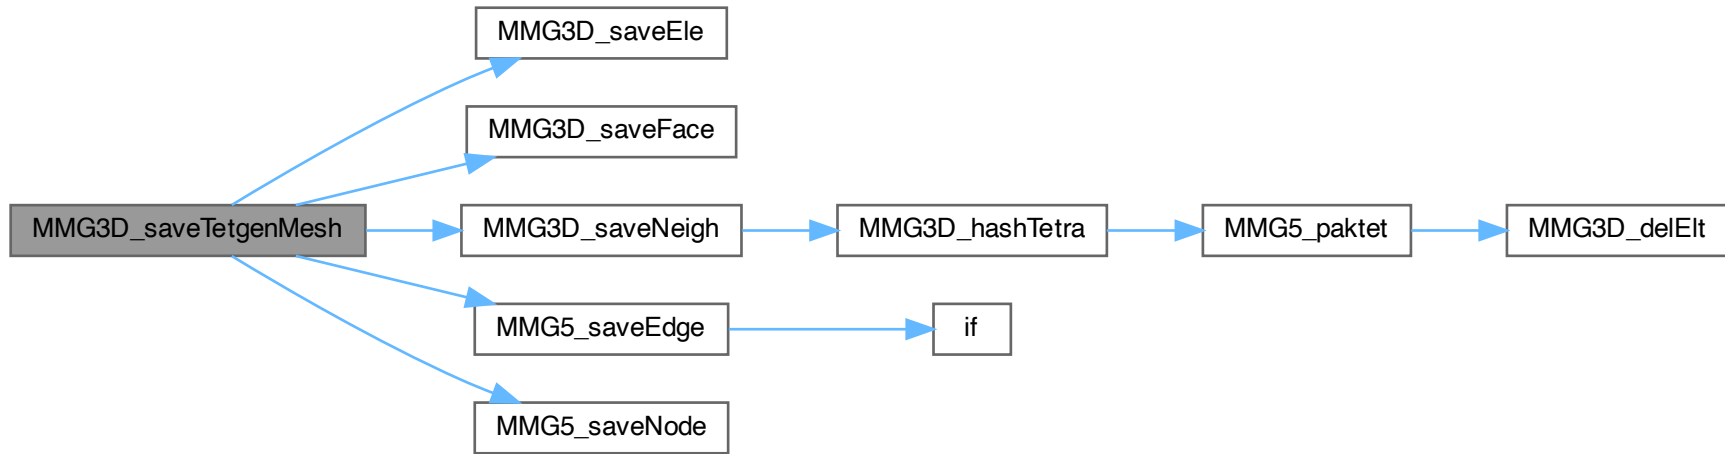 MMG3D_saveEle
MMG3D_saveFace
MMG3D_saveTetgenMesh
MMG3D_saveNeigh
MMG3D_hashTetra
MMG5_paktet
MMG3D_delElt
MMG5_saveEdge
if
MMG5_saveNode